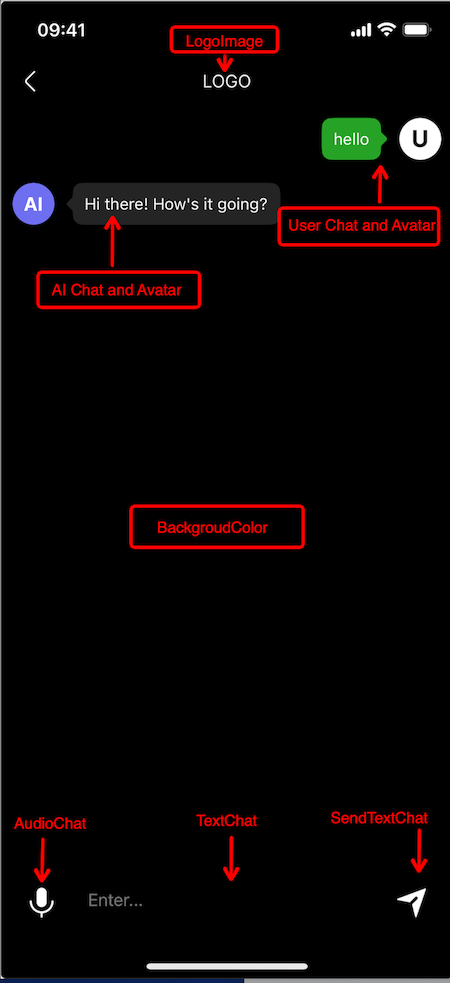 09:41
LogoImage
LOGO
hello
U
AI
Hi there! How's it going?
User Chat and Avatar
AI Chat and Avatar
BackgroudColor
AudioChat
TextChat
SendTextChat
Enter...